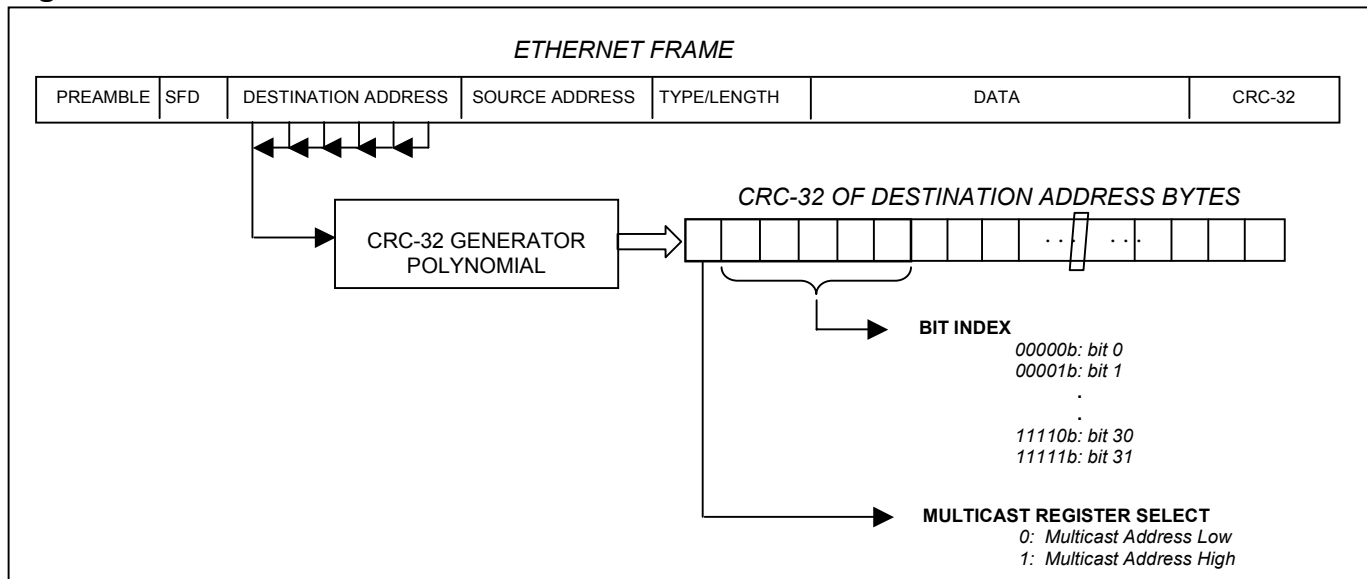 ETHERNET FRAME
PREAMBLE SFD DESTINATION ADDRESS SOURCE ADDRESS TYPE/LENGTH DATA CRC-32
CRC-32 OF DESTINATION ADDRESS BYTES
CRC-32 GENERATOR
POLYNOMIAL
. . . . . .
BIT INDEX
00000b: bit 0
00001b: bit 1
.
.
11110b: bit 30
11111b: bit 31
MULTICAST REGISTER SELECT
0: Multicast Address Low
1: Multicast Address High